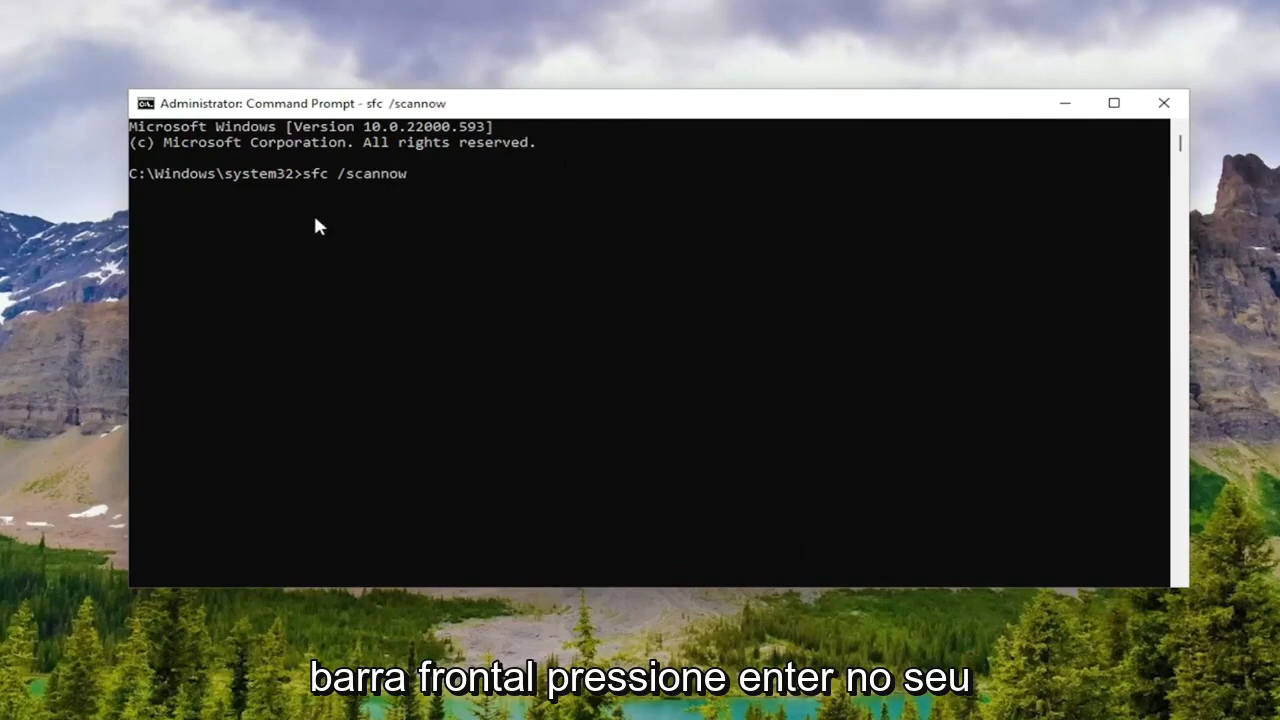 Administrator: Command Prompt - sfc  /scannow
Microsoft Windows [Version 10.0.22000.593]
(c) Microsoft Corporation. All rights reserved.
C:\Windows\system32>sfc /scannow
barra frontal pressione enter no seu